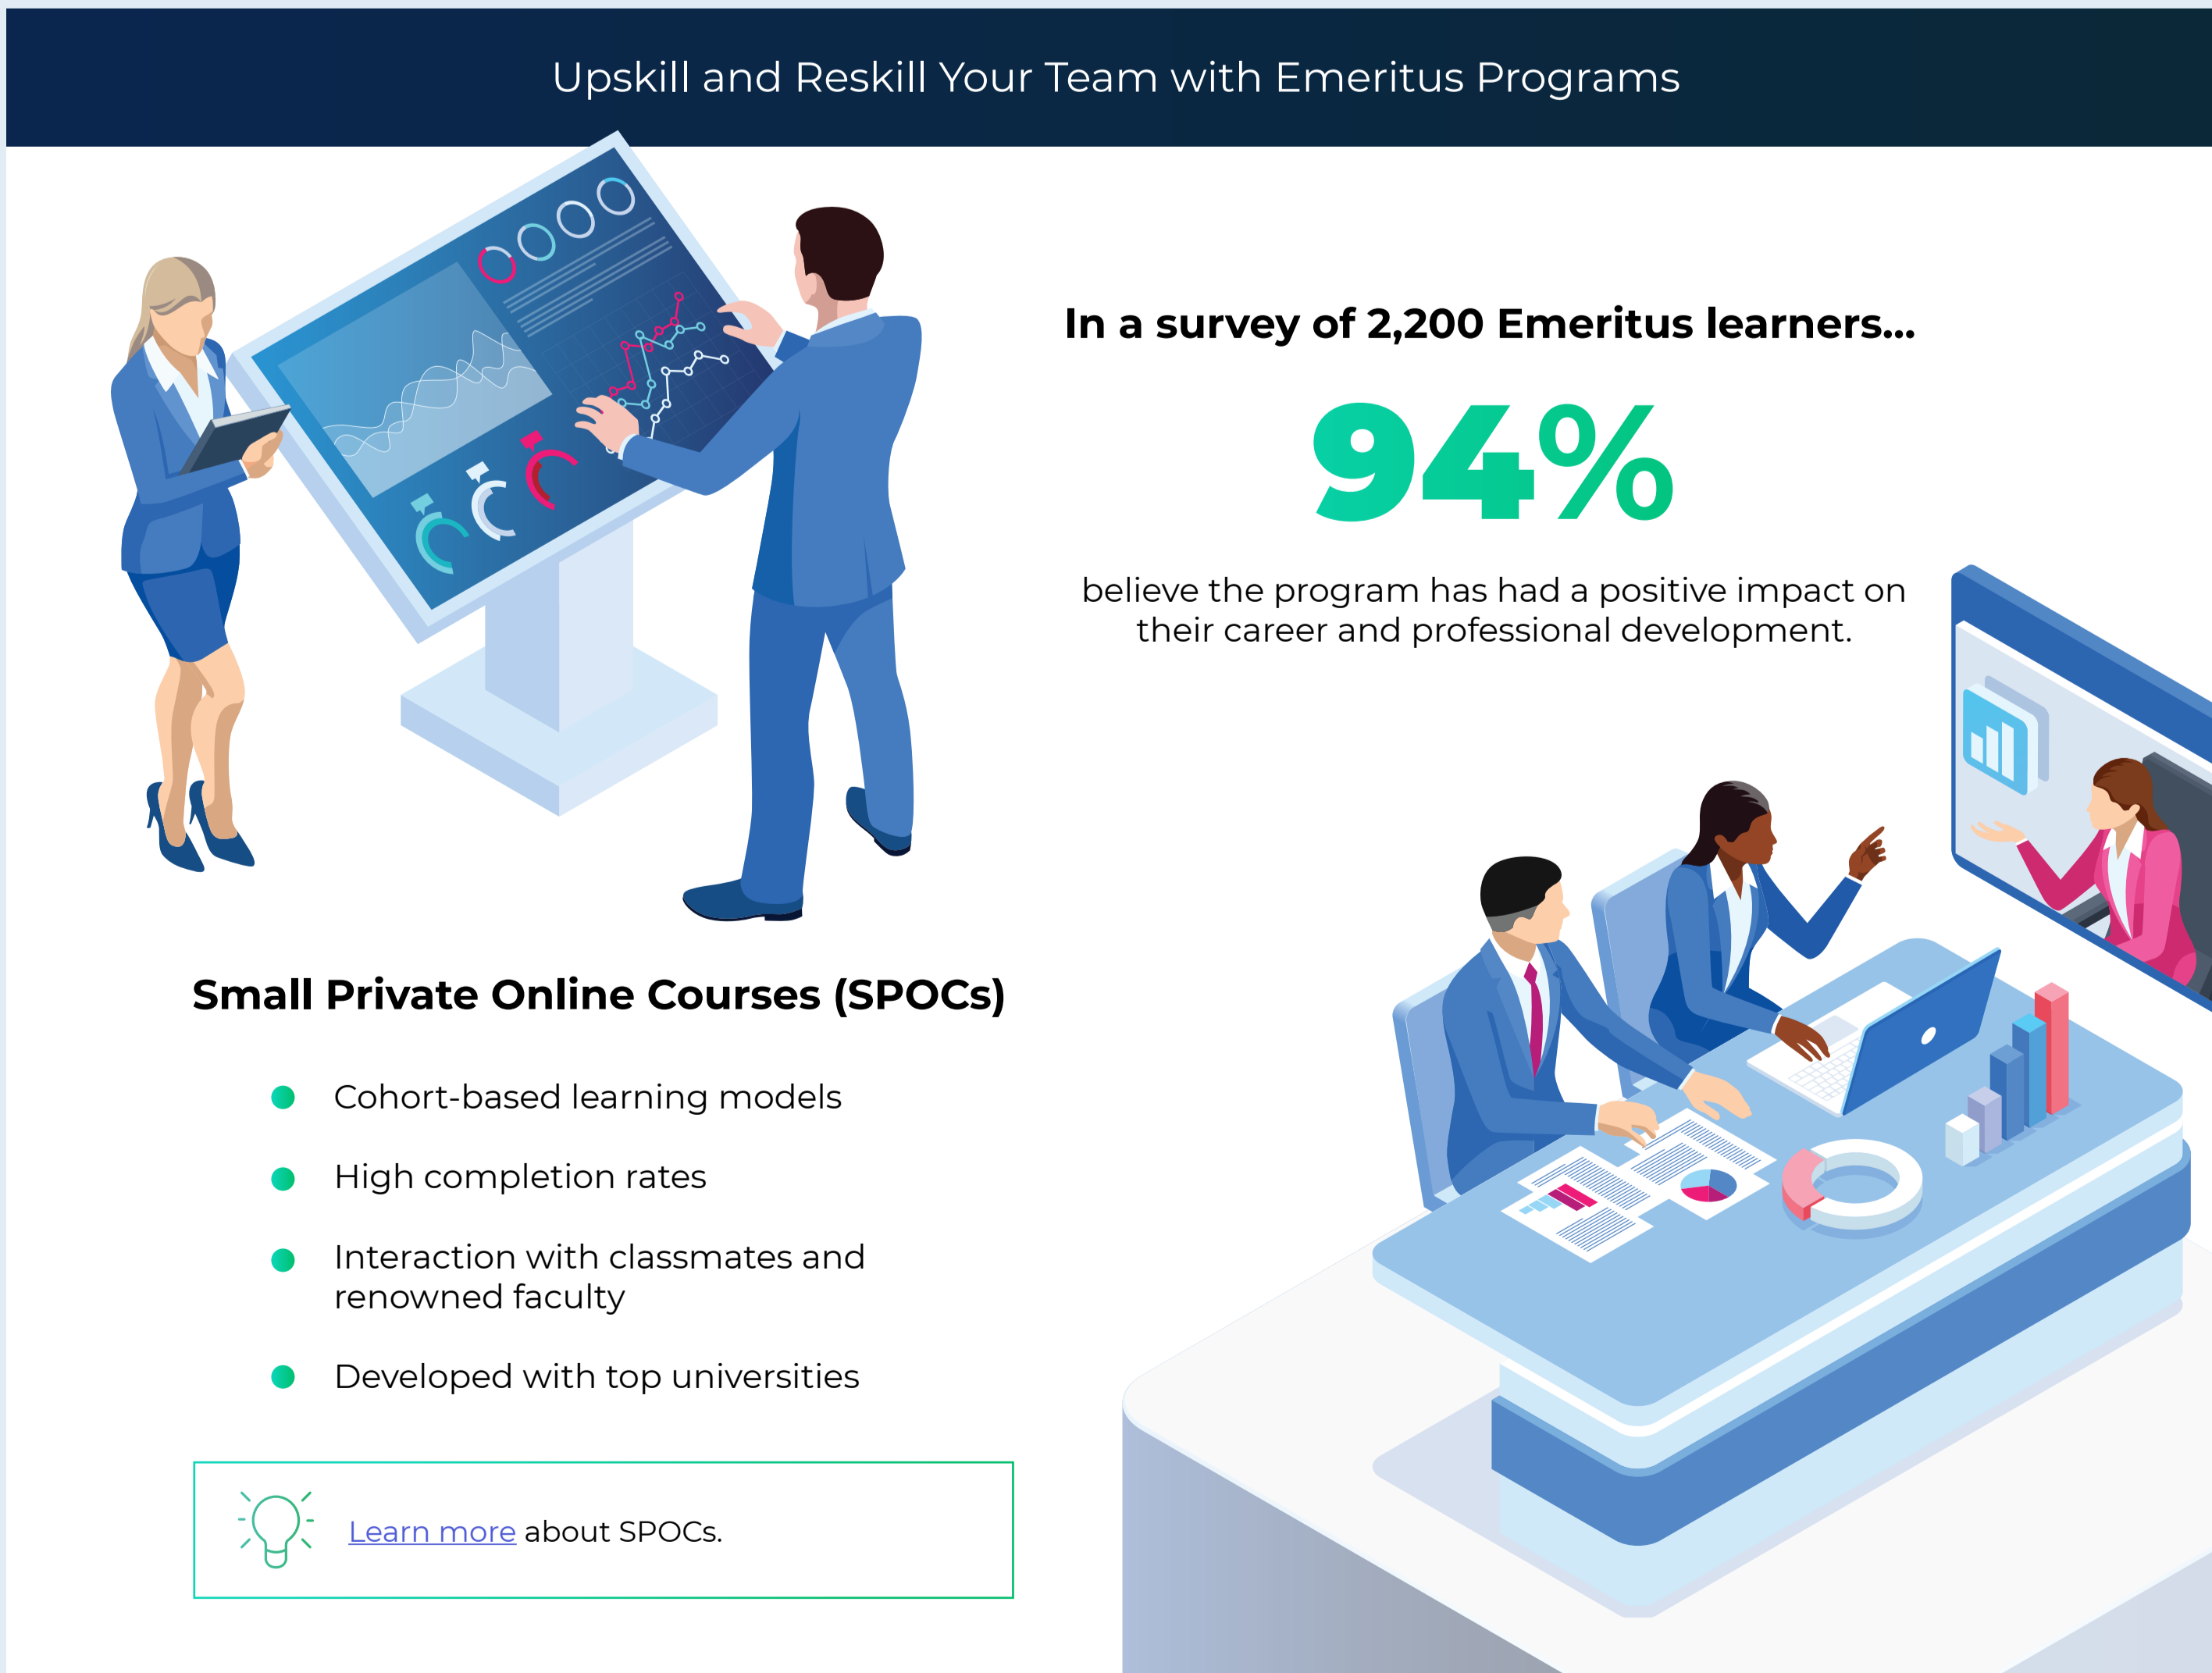 Upskill and Reskill Your Team with Emeritus Programs
In a survey of 2,200 Emeritus learners...
94%
believe the program has had a positive impact on
their career and professional development.
Small Private Online Courses (SPOCs)
Cohort-based learning models
High completion rates
Interaction with classmates and
renowned faculty
Developed with top universities
Learn more about SPOCs.